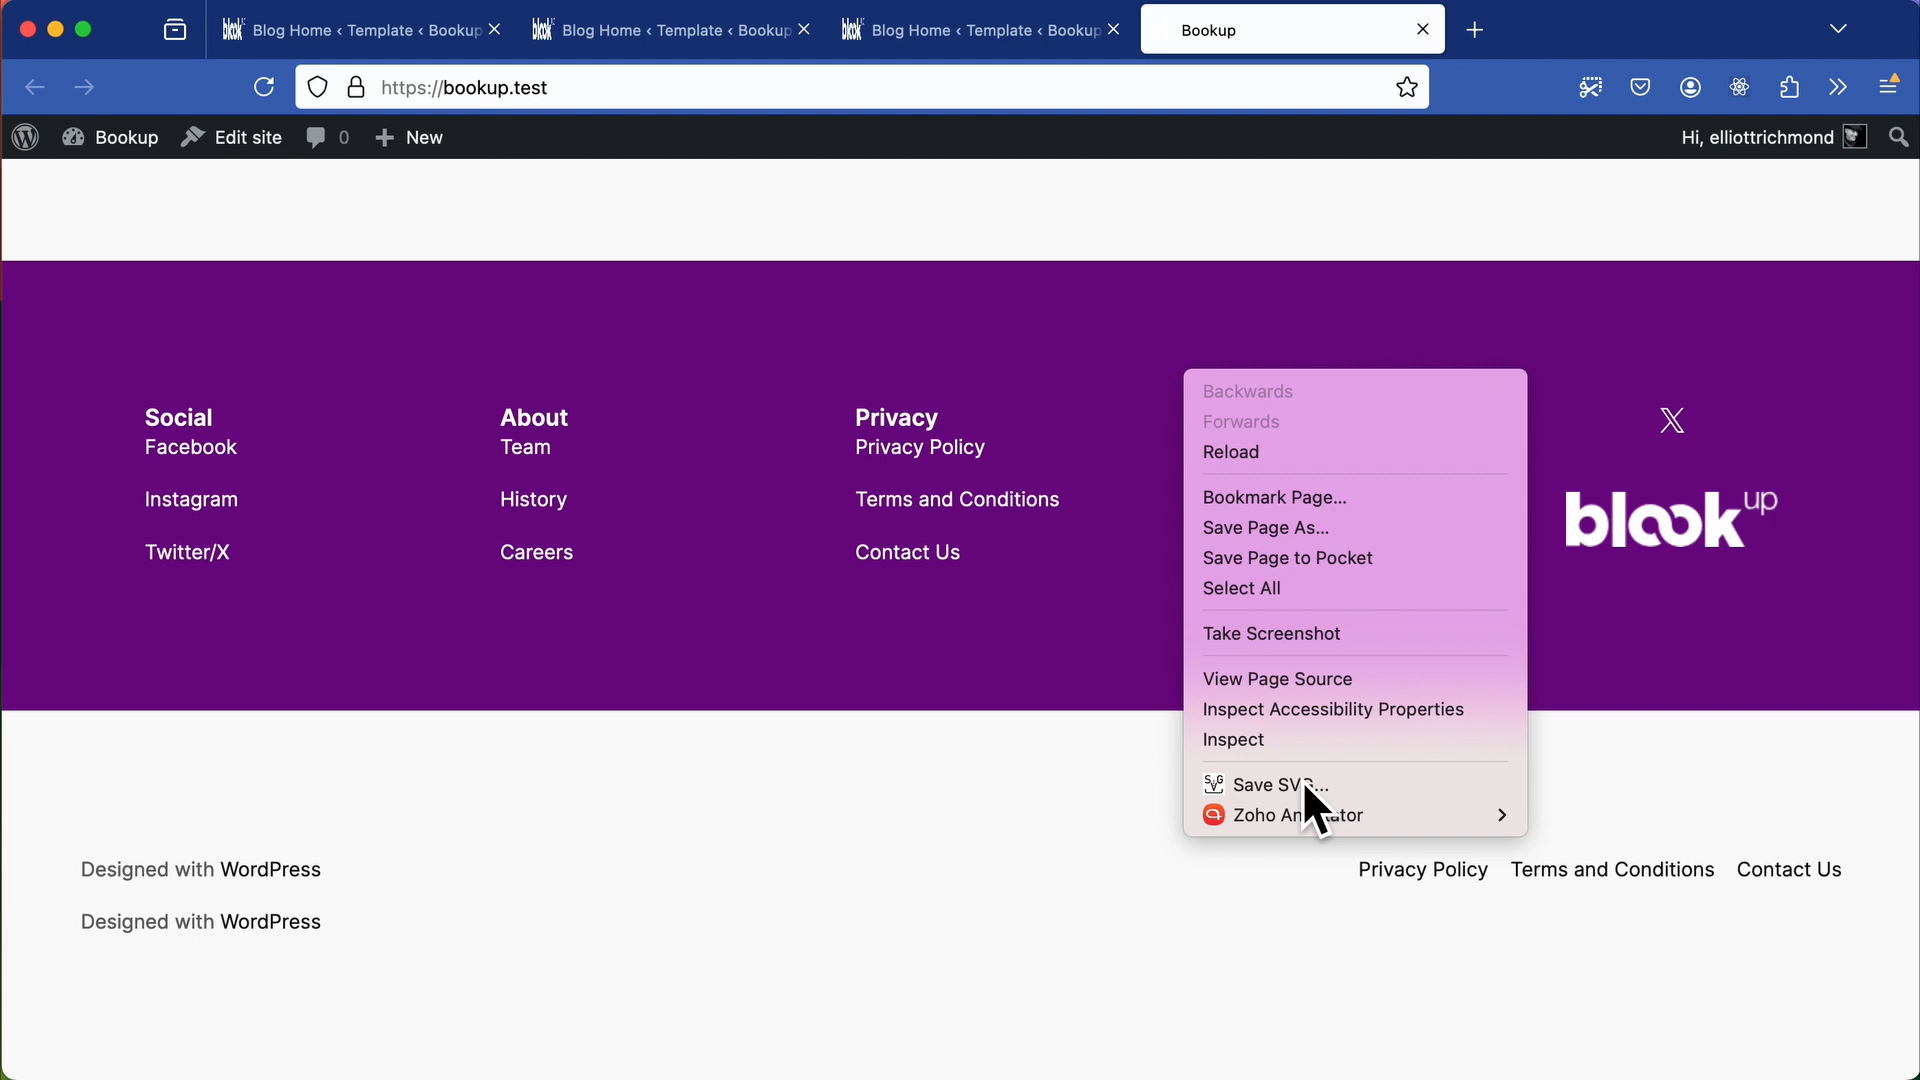 Blog Home ‹ Template ‹ Bookup
Blog Home ‹ Template ‹ Bookup
Blog Home ‹ Template ‹ Bookup
Bookup
https://bookup.test
Bookup
Edit site
0
New
Hi, elliottrichmond
Social
Facebook
Instagram
Twitter/X
About
Team
History
Careers
Privacy
Privacy Policy
Terms and Conditions
Contact Us
Backwards
Forwards
Reload
Bookmark Page...
Save Page As...
Save Page to Pocket
Select All
Take Screenshot
View Page Source
Inspect Accessibility Properties
Inspect
SVG
Save SVG...
Zoho
blook up
Designed with WordPress
Designed with WordPress
Privacy Policy
Terms and Conditions
Contact Us